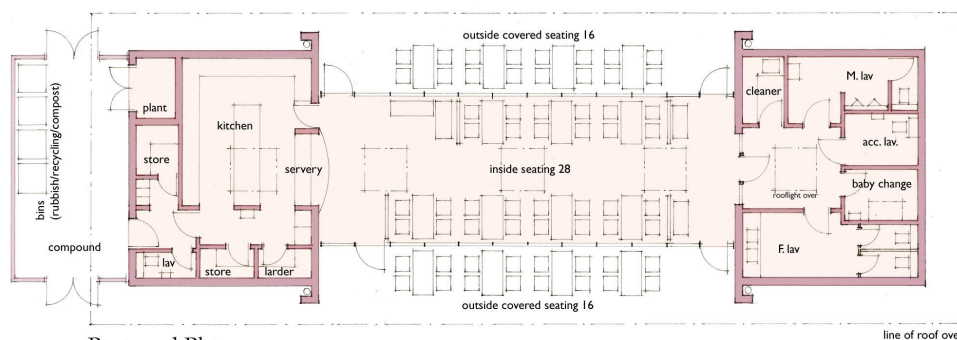 outside covered seating 16
bins
(rubbish/recycling/compost)
plant
kitchen
cleaner
M. lav
store
acc. lav.
servery
inside seating 28
baby change
rooflight over
compound
F. lav
lav
store
larder
outside covered seating 16
line of roof ove